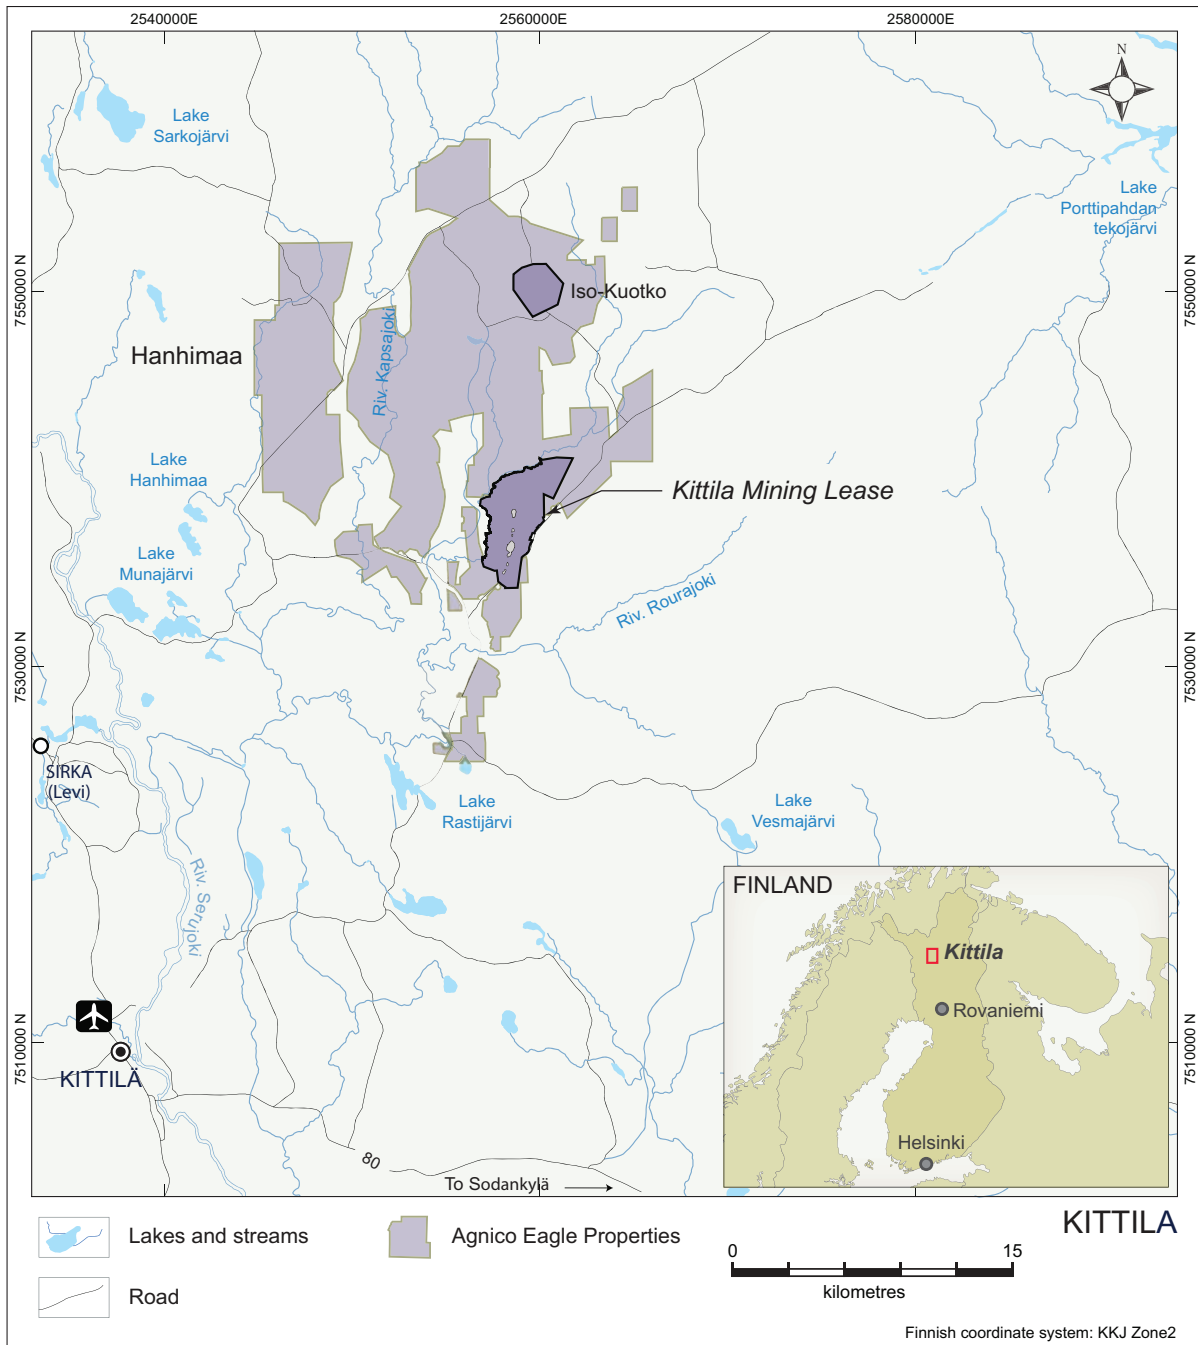 2540000E
2560000E
2580000E
N
Lake
Sarkojärvi
Lake
Porttipahdan
tekojärvi
7550000 N
7550000 N
Iso-Kuotko
Hanhimaa
Riv. Kapsajoki
Lake
Hanhimaa
Kittila Mining Lease
Lake
Munajärvi
Riv. Rourajoki
7530000 N
7530000 N
SIRKA
(Levi)
Lake
Rastijärvi
Lake
Vesmajärvi
Riv. Serujoki
FINLAND
Kittila
Rovaniemi
Helsinki
7510000 N
7510000 N
KITTILÄ
80
To Sodankylä
KITTILA
Lakes and streams
Agnico Eagle Properties
Road
0
15
kilometres
Finnish coordinate system: KKJ Zone2